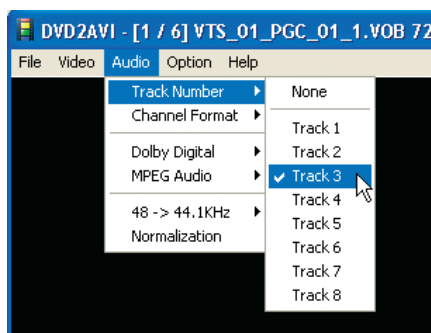 DVD2AVI - [1 / 6] VTS_01_PGC_01_1.VOB 72
File Video Audio Option Help
Track Number
Channel Format
Dolby Digital
MPEG Audio
48 -> 44.1KHz
Normalization
None
Track 1
Track 2
Track 3
Track 4
Track 5
Track 6
Track 7
Track 8